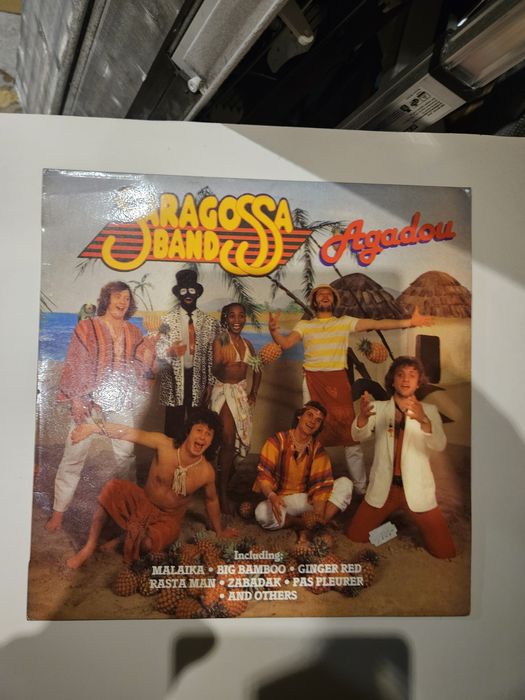 SARAGOSSA
BAND
Agadou
Including:
MALAIKA • BIG BAMBOO • GINGER RED
RASTA MAN • ZABADAK • PAS PLEURER
• AND OTHERS